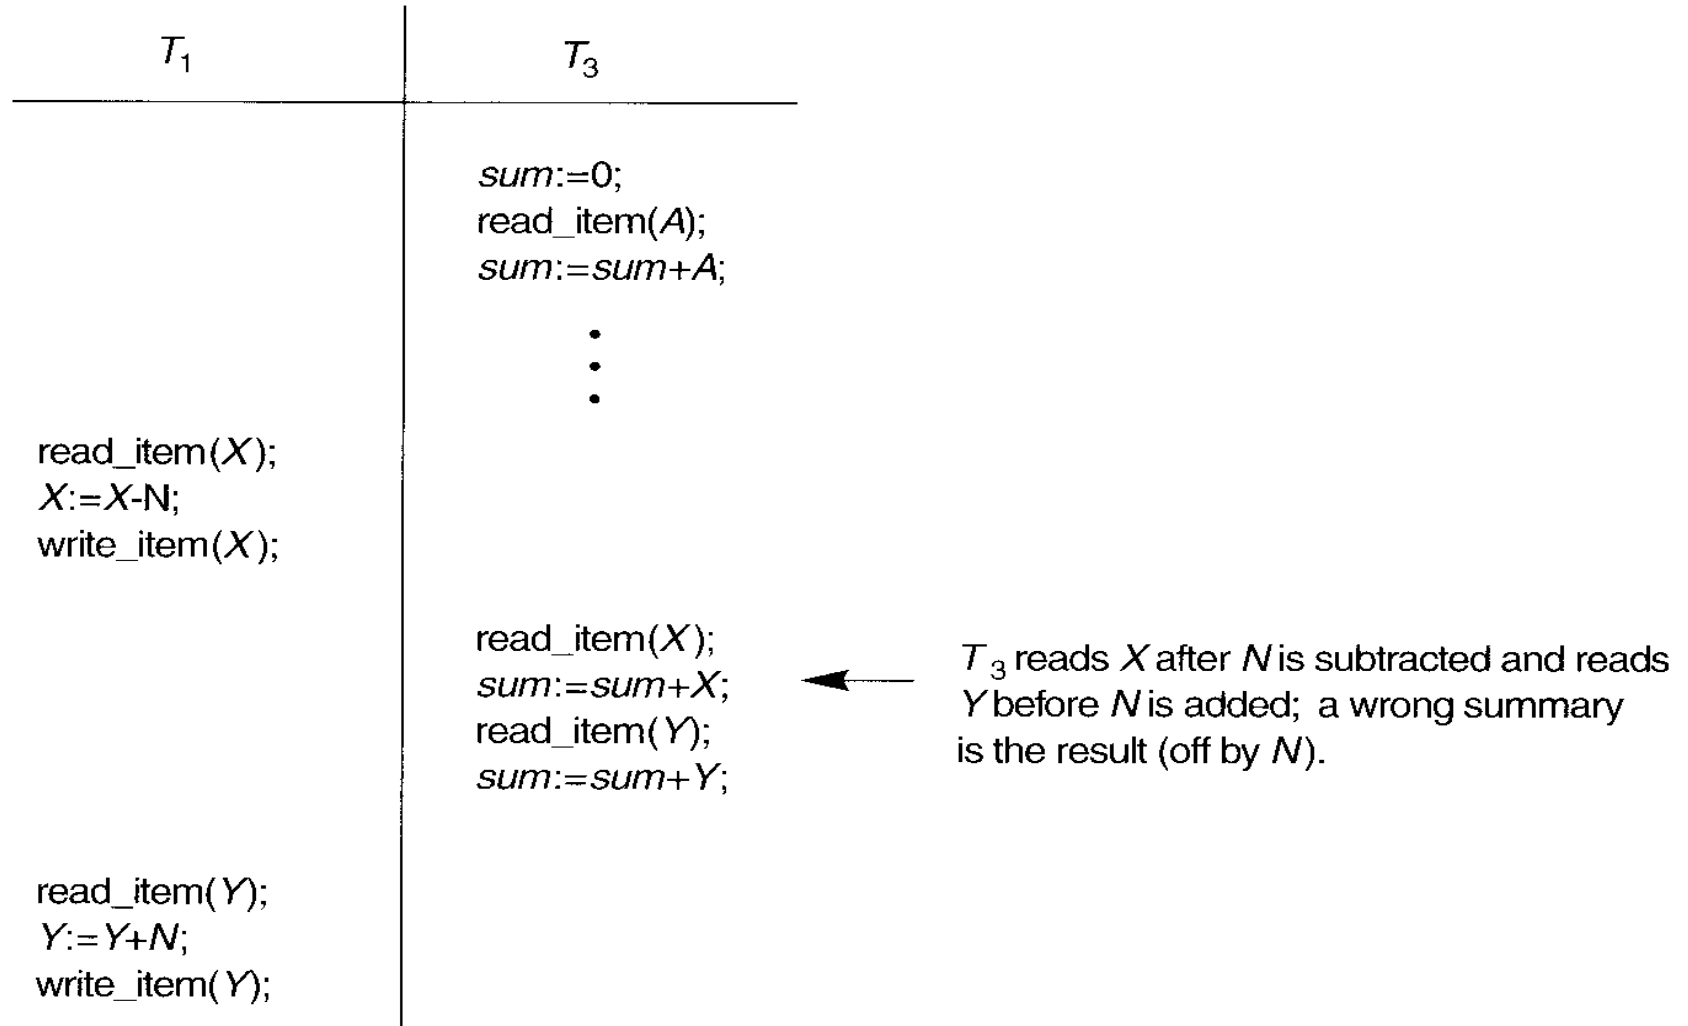 T1
T3
sum:=0;
read_item(A);
sum:=sum+A;
read_item(X);
X:=X-N;
write_item(X);
read_item(X);
sum:=sum+X;
read_item(Y);
sum:=sum+Y;
T3 reads X after N is subtracted and reads
Y before N is added; a wrong summary
is the result (off by N).
read_item(Y);
Y:=Y+N;
write_item(Y);